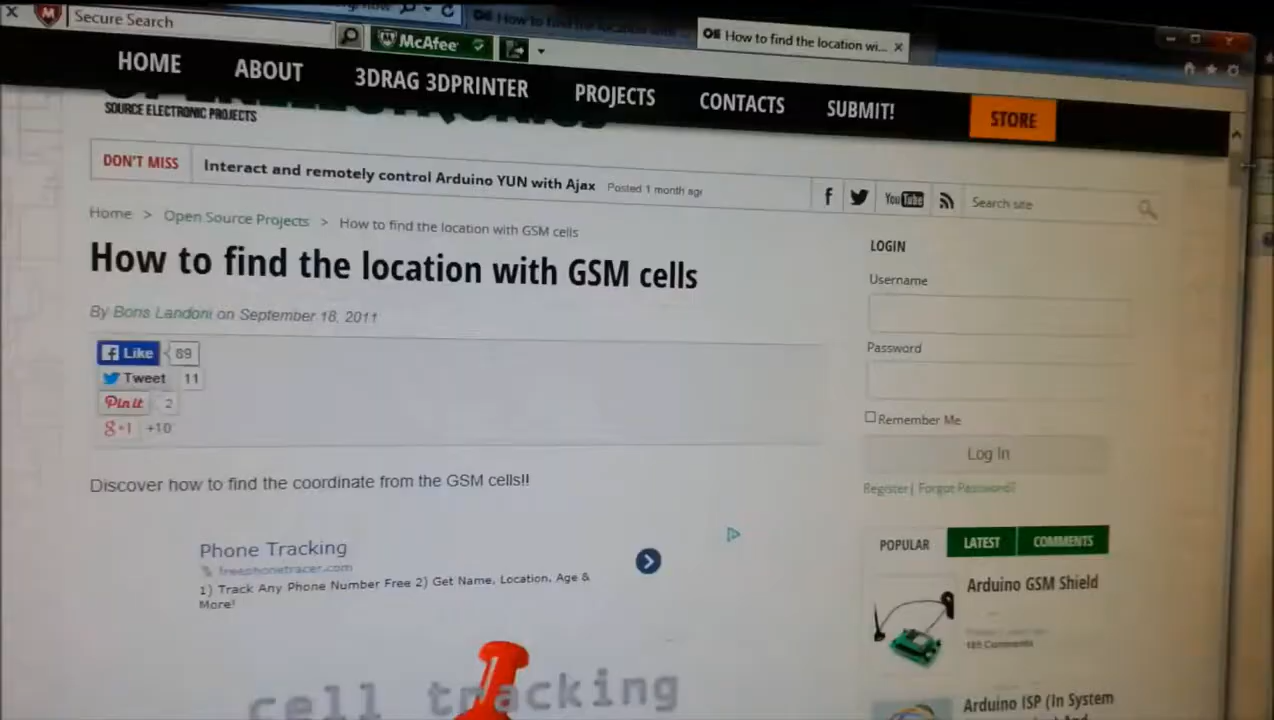 Secure Search
McAfee
How to find the location wi...
HOME ABOUT 3DRAG 3DPRINTER PROJECTS CONTACTS SUBMIT! STORE
SOURCE ELECTRONIC PROJECTS
DON'T MISS Interact and remotely control Arduino YUN with Ajax Posted 1 month ago
f You Tube Search site
Home > Open Source Projects > How to find the location with GSM cells
How to find the location with GSM cells
By Boris Landoni on September 18, 2011
Like 89
Tweet 11
Pin it 2
g+1 +10
Discover how to find the coordinate from the GSM cells!!
Phone Tracking
freephonetracer.com
1) Track Any Phone Number Free 2) Get Name, Location, Age &
More!
cell tracking
LOGIN
Username
Password
Remember Me
Log In
Register| Forgot Password?
POPULAR LATEST COMMENTS
Arduino GSM Shield
Comments
Arduino ISP (In System